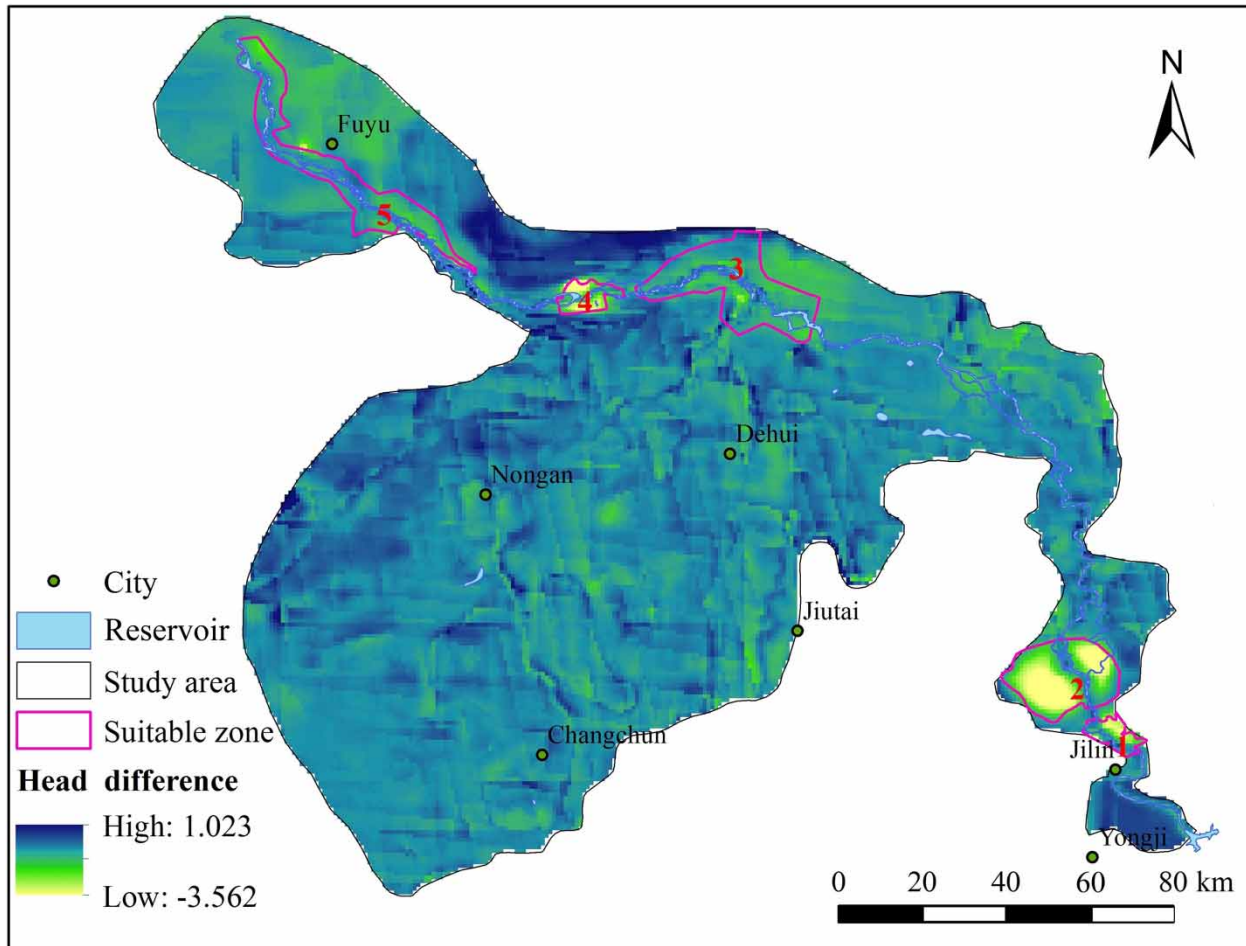 N
Fuyu
5
3
4
Dehui
Nongan
Jiutai
2
1
Jilin
Changchun
Yongji
City
Reservoir
Study area
Suitable zone
Head difference
High: 1.023
Low: -3.562
0 20 40 60 80 km